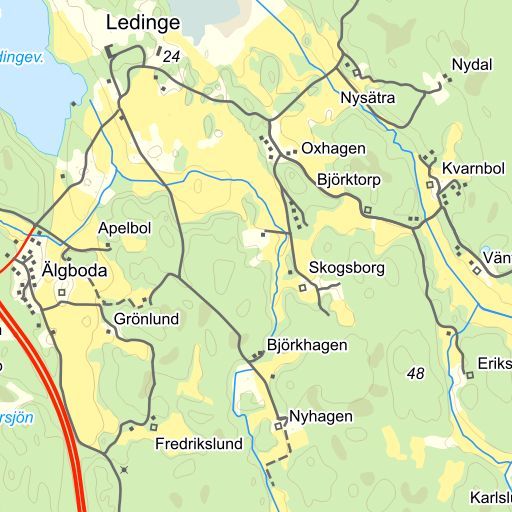 Ledinge
24
dingev.
Nydal
Nysätra
Oxhagen
Kvarnbol
Björktorp
Apelbol
Älgboda
Vän
Skogsborg
Grönlund
Björkhagen
Eriks
48
rsjön
Nyhagen
Fredrikslund
Karlslu